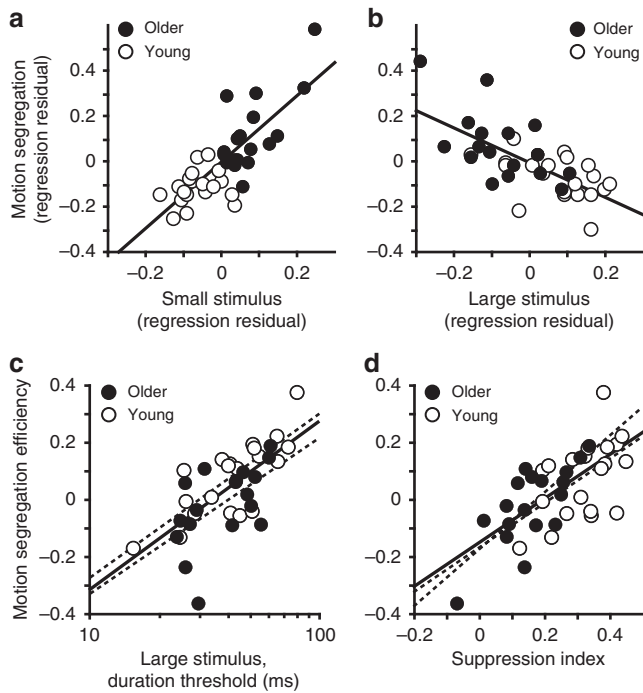 a
Older
Young
Motion segregation
(regression residual)
0.4
0.2
0
−0.2
−0.4
−0.2
0
0.2
Small stimulus
(regression residual)
b
Older
Young
0.4
0.2
0
−0.2
−0.4
−0.2
0
0.2
Large stimulus
(regression residual)
c
Older
Young
Motion segregation efficiency
0.4
0.2
0
−0.2
−0.4
10
100
Large stimulus,
duration threshold (ms)
d
Older
Young
0.4
0.2
0
−0.2
−0.4
−0.2
0
0.2
0.4
Suppression index